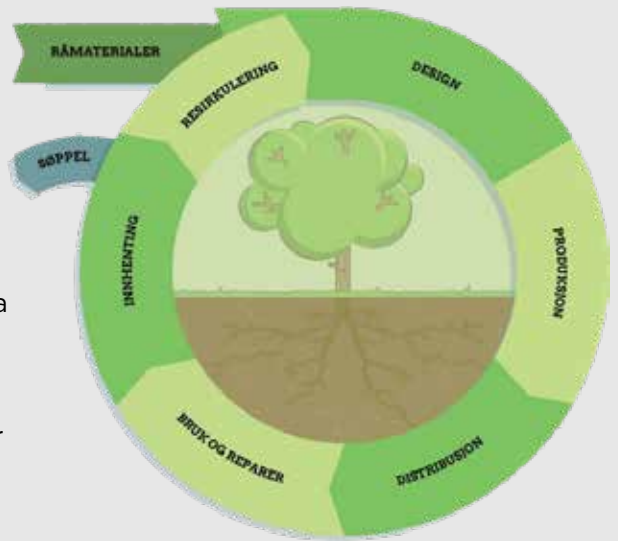 RÅMATERIALER
DESIGN
RESIRKULERING
SØPPEL
PRODUKSJON
INNHENTING
a
r
BRUK OG REPARER
DISTRIBUSJON